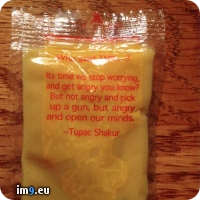 Its time we stop worrying,
and get angry you know?
But not angry and pick
up a gun, but angry
and open our minds.
--Tupac Shakur
im9.eu